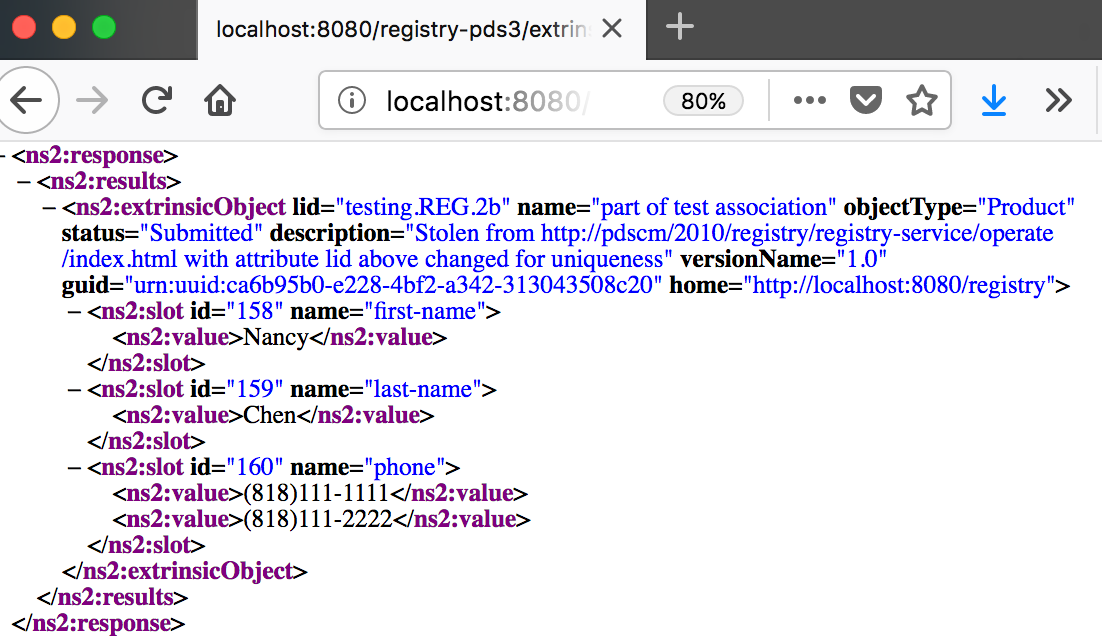 localhost:8080/registry-pds3/extrin
localhost:8080/ 80%
– <ns2:response>
– <ns2:results>
– <ns2:extrinsicObject lid="testing.REG.2b" name="part of test association" objectType="Product"
status="Submitted" description="Stolen from http://pdscm/2010/registry/registry-service/operate
/index.html with attribute lid above changed for uniqueness" versionName="1.0"
guid="urn:uuid:ca6b95b0-e228-4bf2-a342-313043508c20" home="http://localhost:8080/registry">
– <ns2:slot id="158" name="first-name">
<ns2:value>Nancy</ns2:value>
</ns2:slot>
– <ns2:slot id="159" name="last-name">
<ns2:value>Chen</ns2:value>
</ns2:slot>
– <ns2:slot id="160" name="phone">
<ns2:value>(818)111-1111</ns2:value>
<ns2:value>(818)111-2222</ns2:value>
</ns2:slot>
</ns2:extrinsicObject>
</ns2:results>
</ns2:response>